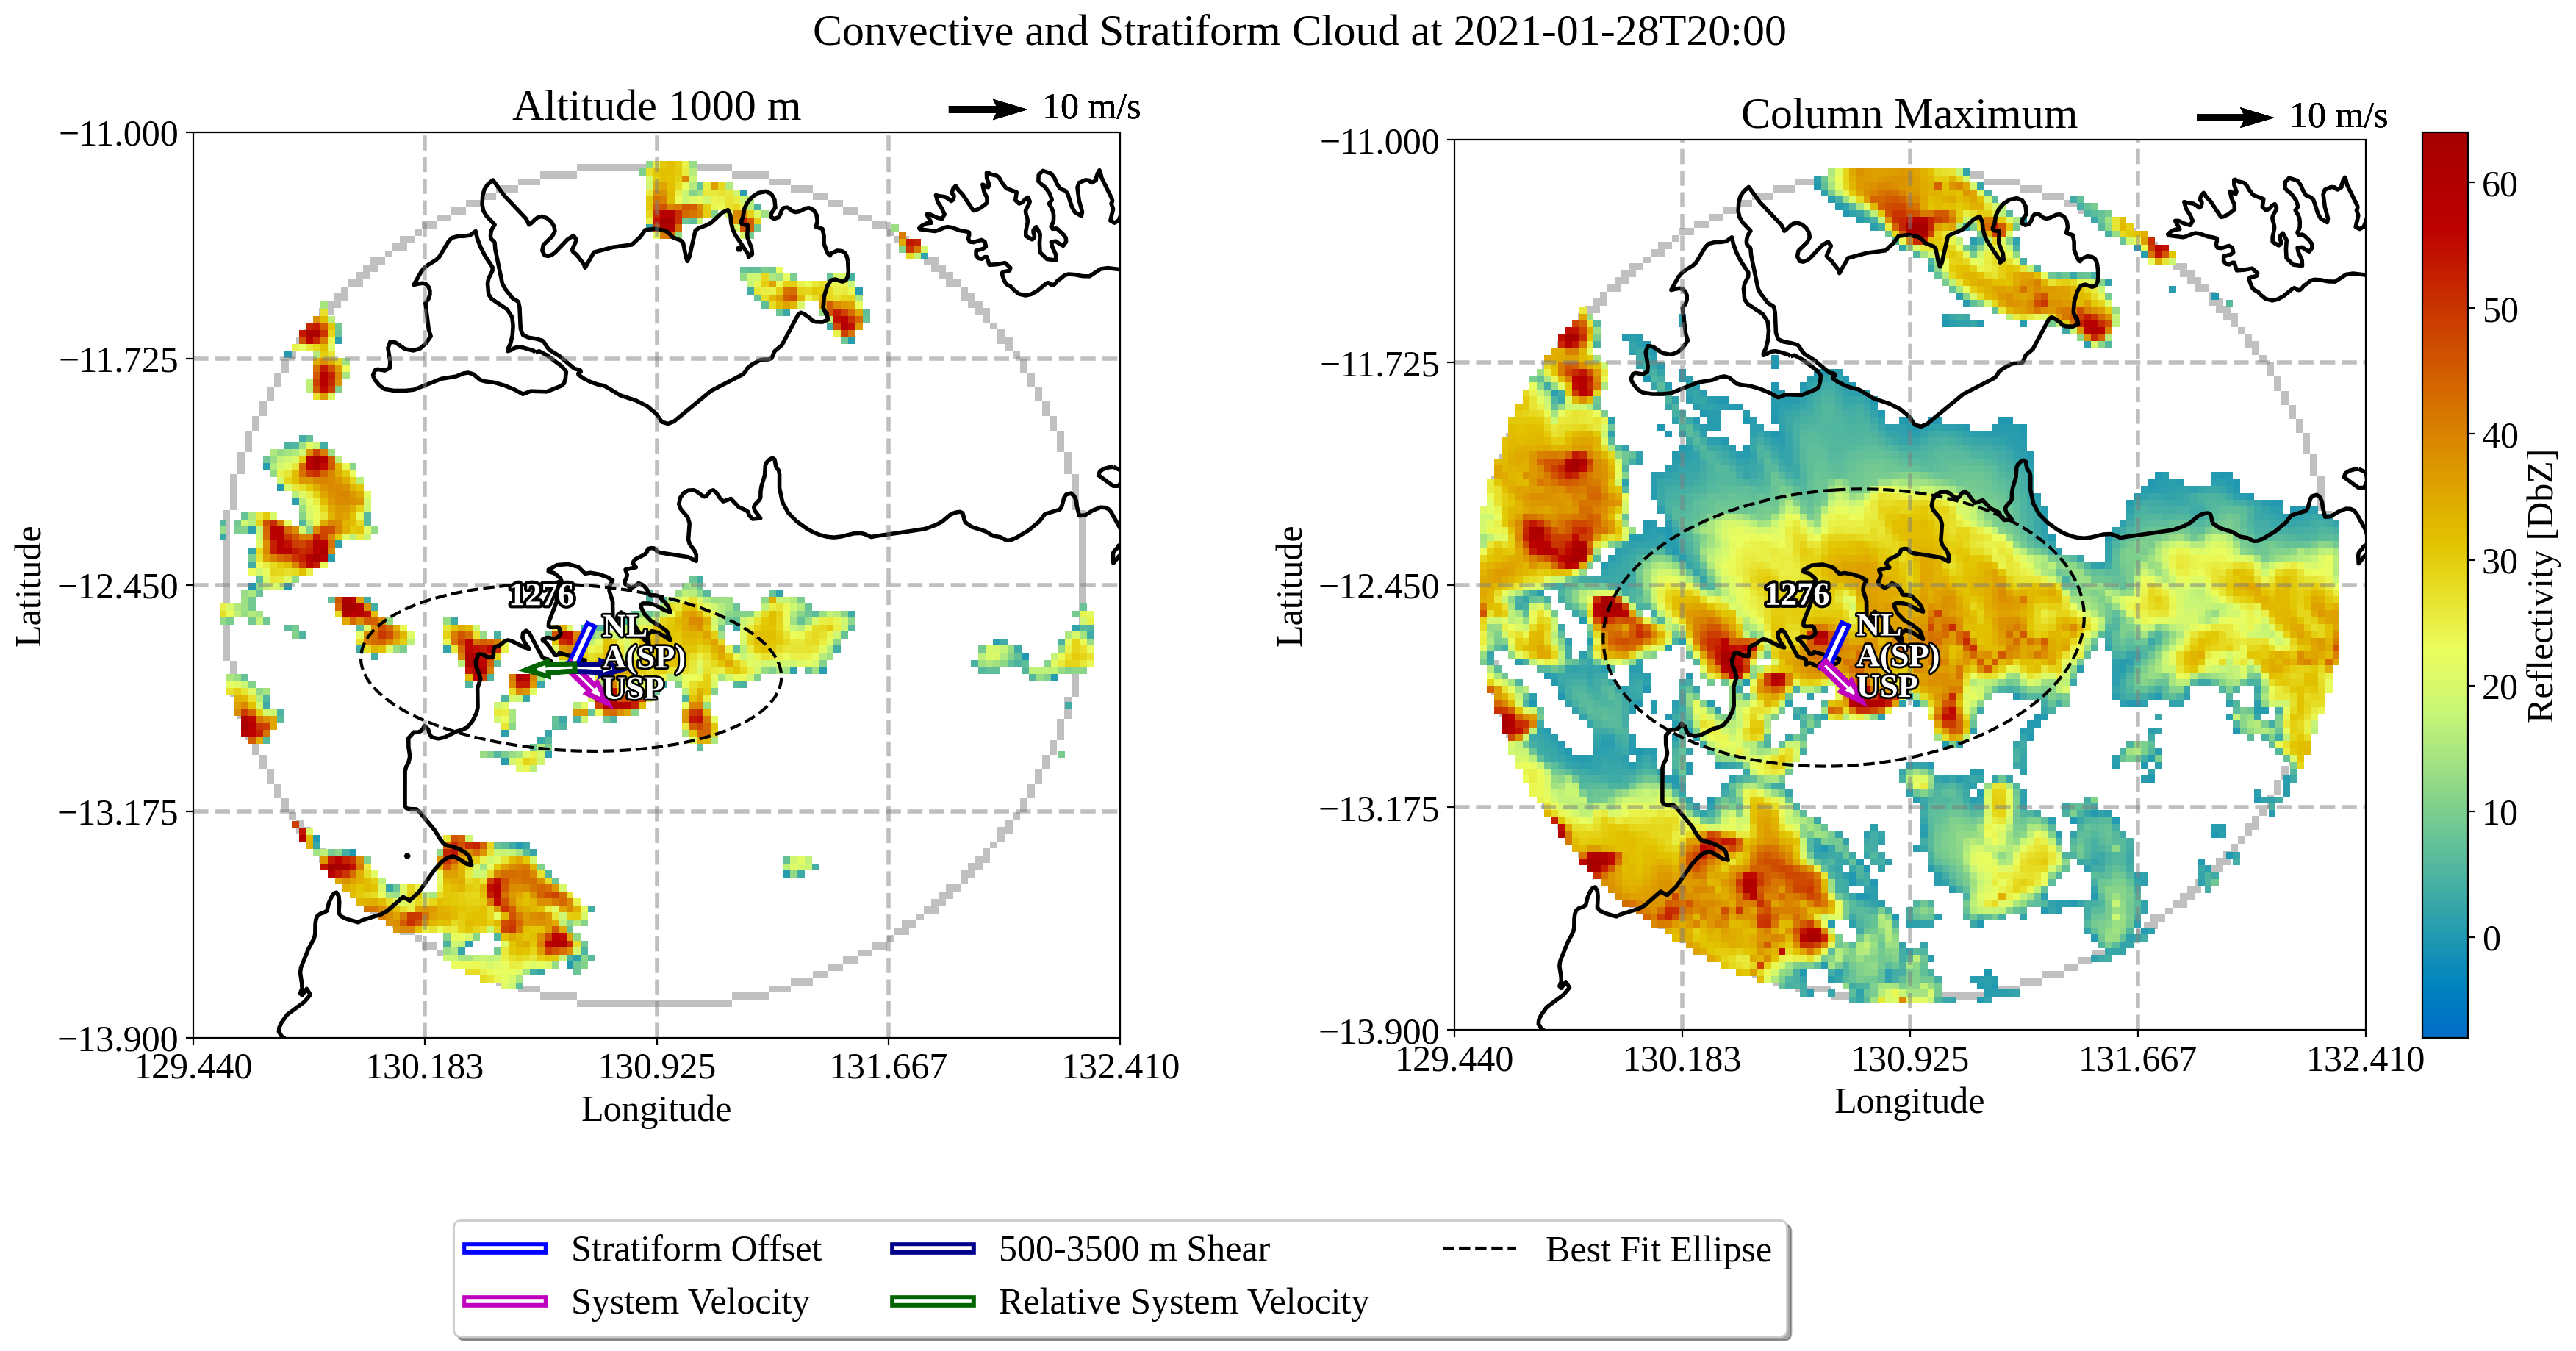 Convective and Stratiform Cloud at 2021-01-28T20:00
Altitude 1000 m
10 m/s
Column Maximum
10 m/s
−11.000
−11.725
−12.450
−13.175
−13.900
Latitude
129.440
130.183
130.925
131.667
132.410
Longitude
1276
NL
A(SP)
USP
−11.000
−11.725
−12.450
−13.175
−13.900
Latitude
129.440
130.183
130.925
131.667
132.410
Longitude
1276
NL
A(SP)
USP
60
50
40
30
20
10
0
Reflectivity [DbZ]
Stratiform Offset
System Velocity
500-3500 m Shear
Relative System Velocity
Best Fit Ellipse